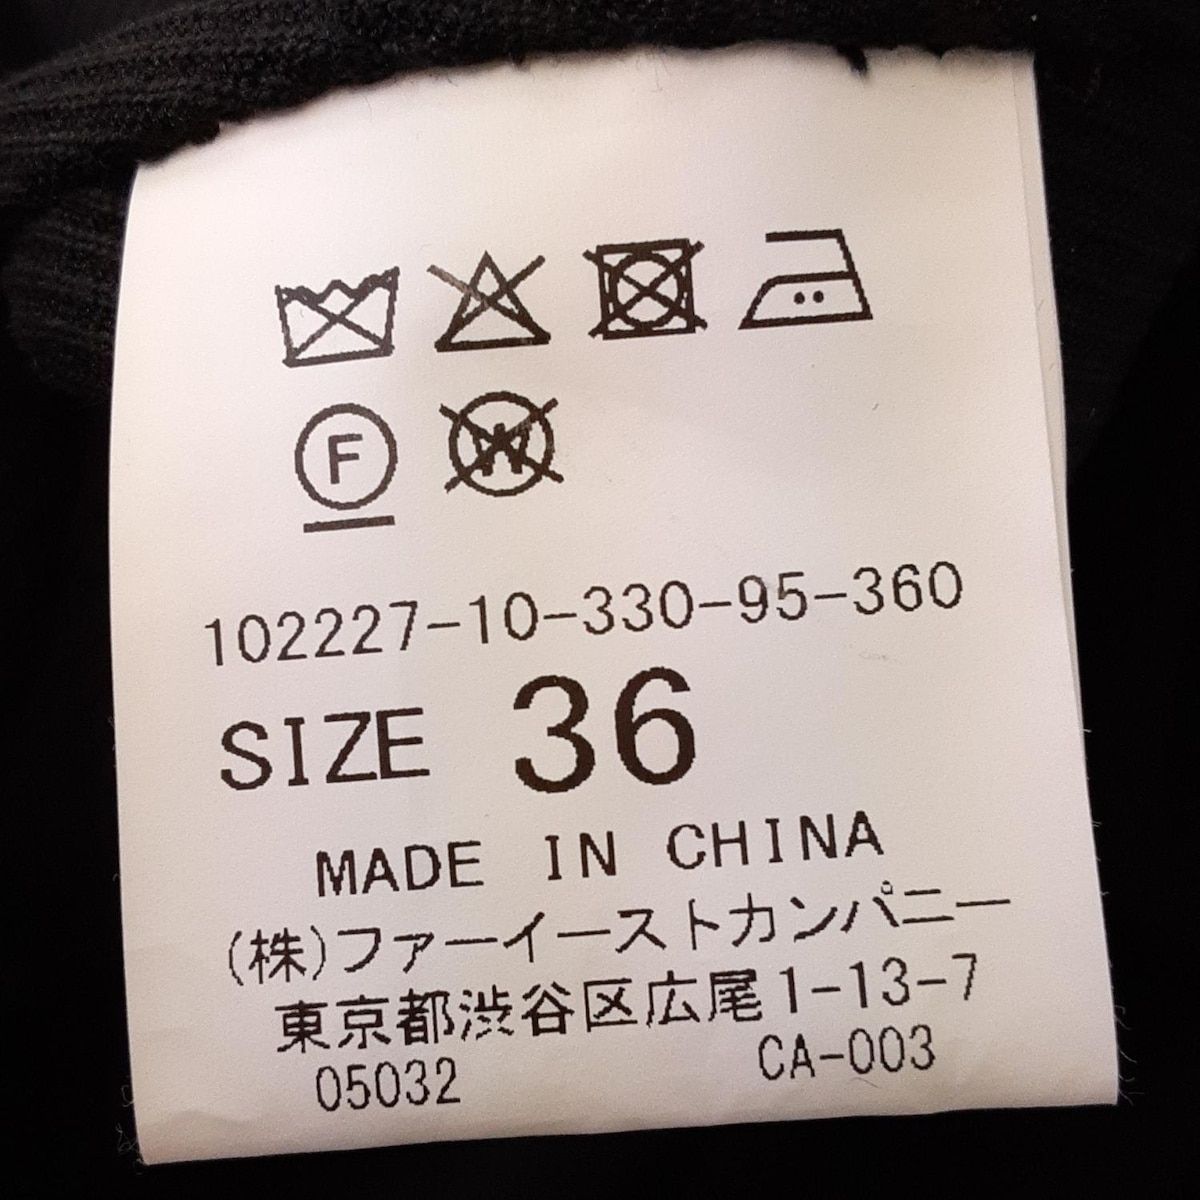 F W
102227-10-330-95-360
SIZE 36
MADE IN CHINA
(株)ファーイーストカンパニー
東京都渋谷区広尾1-13-7
05032 CA-003